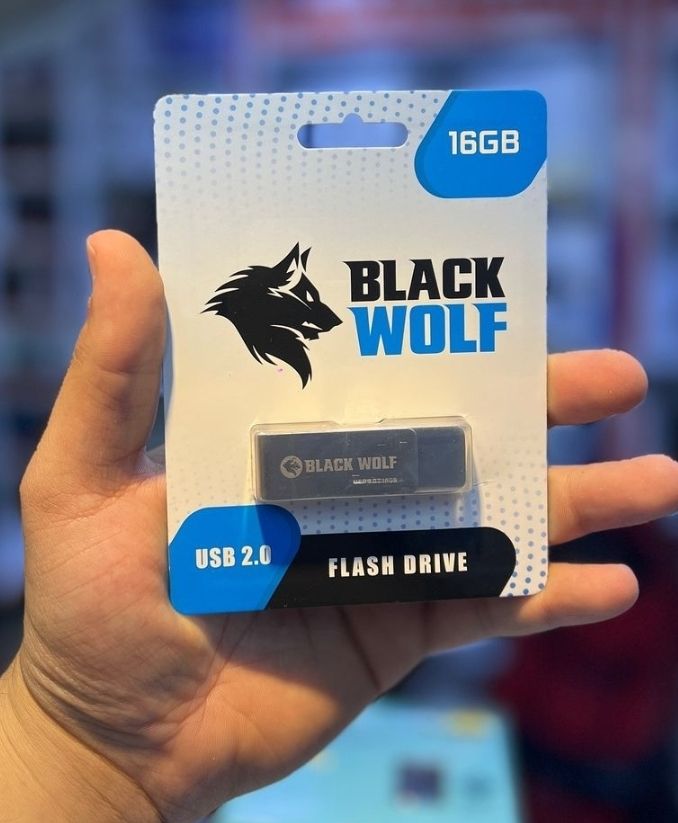 16GB
BLACK
WOLF
BLACK WOLF
USB 2.0
FLASH DRIVE